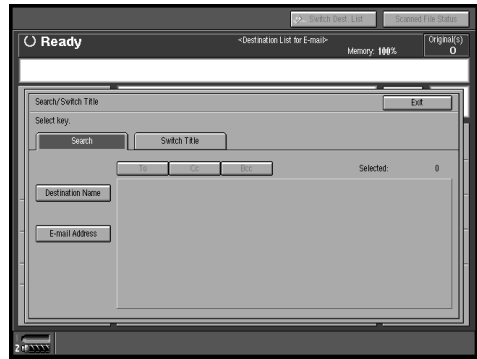 Switch Dest. List Scanned File Status
Ready <Destination List for E-mail> Memory: 100% Original(s) 0
Search/Switch Title Exit
Select key.
Search Switch Title
To Cc Bcc Selected: 0
Destination Name
E-mail Address
2